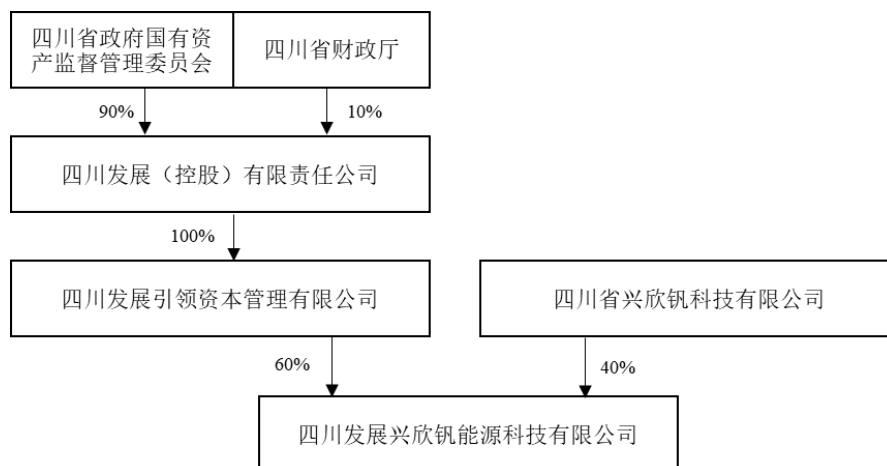 四川省政府国有资
产监督管理委员会
四川省财政厅
90%
10%
四川发展（控股）有限责任公司
100%
四川发展引领资本管理有限公司
四川省兴欣钒科技有限公司
60%
40%
四川发展兴欣钒能源科技有限公司